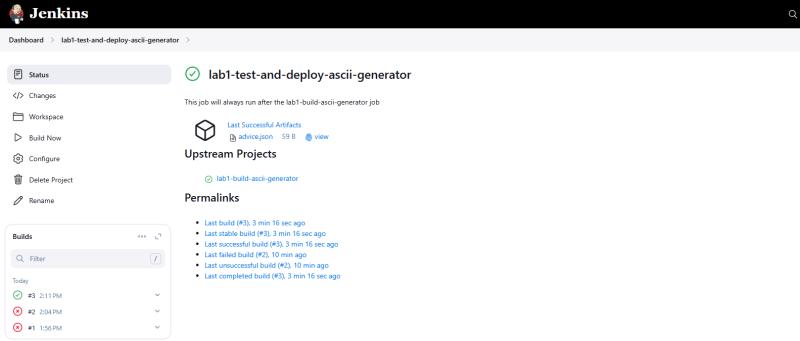 Jenkins
Dashboard > lab1-test-and-deploy-ascii-generator >
Status
Changes
Workspace
Build Now
Configure
Delete Project
Rename
Builds
Filter /
Today
#3 2:11 PM
#2 2:04 PM
#1 1:56 PM
lab1-test-and-deploy-ascii-generator
This job will always run after the lab1-build-ascii-generator job
Last Successful Artifacts
advice.json 59 B view
Upstream Projects
lab1-build-ascii-generator
Permalinks
Last build (#3), 3 min 16 sec ago
Last stable build (#3), 3 min 16 sec ago
Last successful build (#3), 3 min 16 sec ago
Last failed build (#2), 10 min ago
Last unsuccessful build (#2), 10 min ago
Last completed build (#3), 3 min 16 sec ago